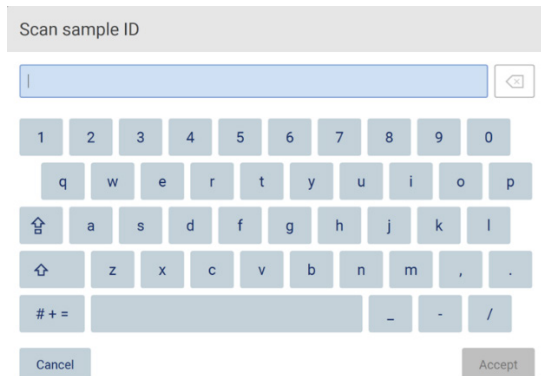 Scan sample ID
1 2 3 4 5 6 7 8 9 0
q w e r t y u i o p
a s d f g h j k l
z x c v b n m , .
# + = _ - /
Cancel Accept